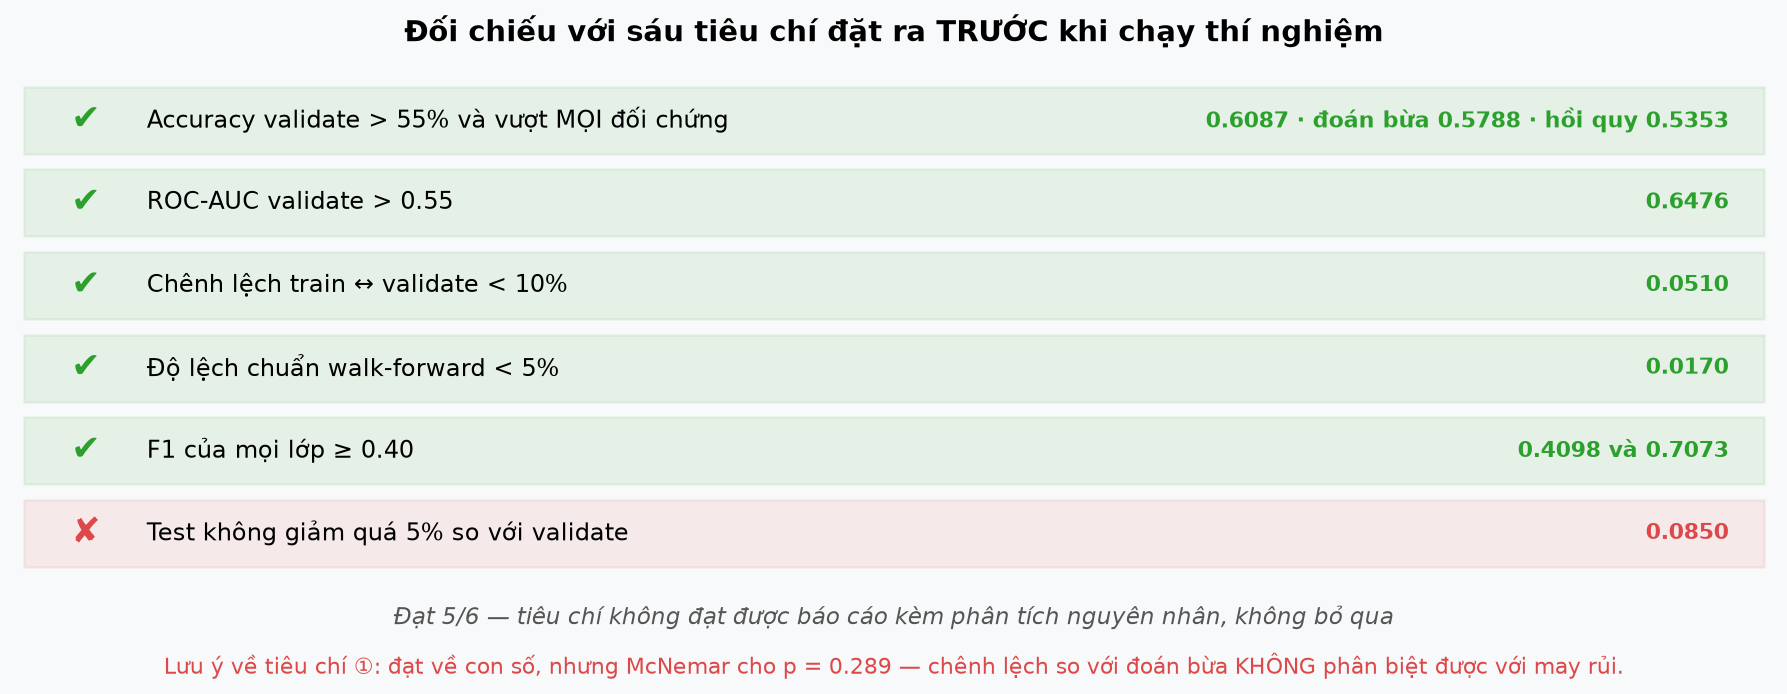 Đối chiếu với sáu tiêu chí đặt ra TRƯỚC khi chạy thí nghiệm
✔ Accuracy validate > 55% và vượt MỌI đối chứng 0.6087 · đoán bừa 0.5788 · hồi quy 0.5353
✔ ROC-AUC validate > 0.55 0.6476
✔ Chênh lệch train ↔ validate < 10% 0.0510
✔ Độ lệch chuẩn walk-forward < 5% 0.0170
✔ F1 của mọi lớp ≥ 0.40 0.4098 và 0.7073
✘ Test không giảm quá 5% so với validate 0.0850
Đạt 5/6 — tiêu chí không đạt được báo cáo kèm phân tích nguyên nhân, không bỏ qua
Lưu ý về tiêu chí ①: đạt về con số, nhưng McNemar cho p = 0.289 — chênh lệch so với đoán bừa KHÔNG phân biệt được với may rủi.